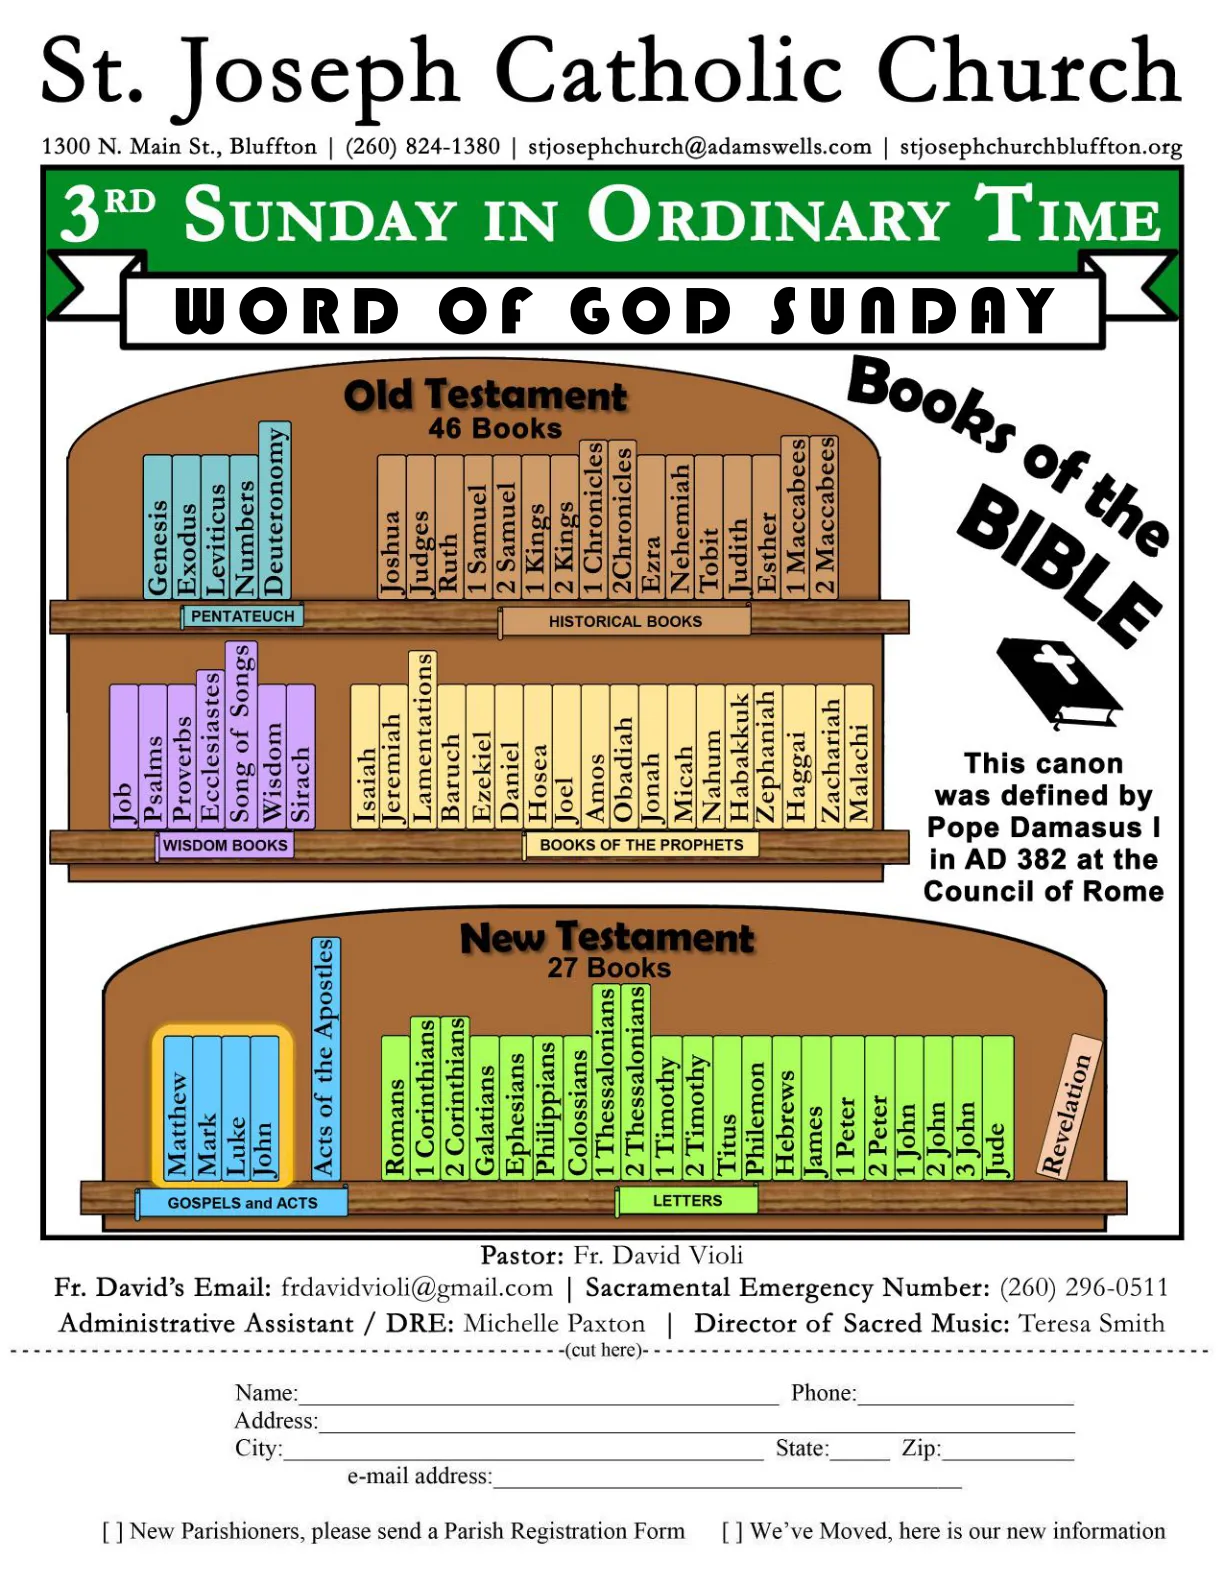 St. Joseph Catholic Church
1300 N. Main St., Bluffton | (260) 824-1380 | stjosephchurch@adamswells.com | stjosephchurchbluffton.org
3RD SUNDAY IN ORDINARY TIME
WORD OF GOD SUNDAY
Books of the
BIBLE
Old Testament
46 Books
Genesis
Exodus
Leviticus
Numbers
Deuteronomy
Joshua
Judges
Ruth
1 Samuel
2 Samuel
1 Kings
2 Kings
1 Chronicles
2Chronicles
Ezra
Nehemiah
Tobit
Judith
Esther
1 Maccabees
2 Maccabees
PENTATEUCH
HISTORICAL BOOKS
Job
Psalms
Proverbs
Ecclesiastes
Song of Songs
Wisdom
Sirach
Isaiah
Jeremiah
Lamentations
Baruch
Ezekiel
Daniel
Hosea
Joel
Amos
Obadiah
Jonah
Micah
Nahum
Habakkuk
Zephaniah
Haggai
Zachariah
Malachi
WISDOM BOOKS
BOOKS OF THE PROPHETS
This canon
was defined by
Pope Damasus I
in AD 382 at the
Council of Rome
New Testament
27 Books
Matthew
Mark
Luke
John
Acts of the Apostles
Romans
1 Corinthians
2 Corinthians
Galatians
Ephesians
Philippians
Colossians
1 Thessalonians
2 Thessalonians
1 Timothy
2 Timothy
Titus
Philemon
Hebrews
James
1 Peter
2 Peter
1 John
2 John
3 John
Jude
Revelation
GOSPELS and ACTS
LETTERS
Pastor: Fr. David Violi
Fr. David's Email: frdavidvioli@gmail.com | Sacramental Emergency Number: (260) 296-0511
Administrative Assistant / DRE: Michelle Paxton | Director of Sacred Music: Teresa Smith
(cut here)
Name: Phone:
Address:
City: State: Zip:
e-mail address:
[ ] New Parishioners, please send a Parish Registration Form [ ] We've Moved, here is our new information